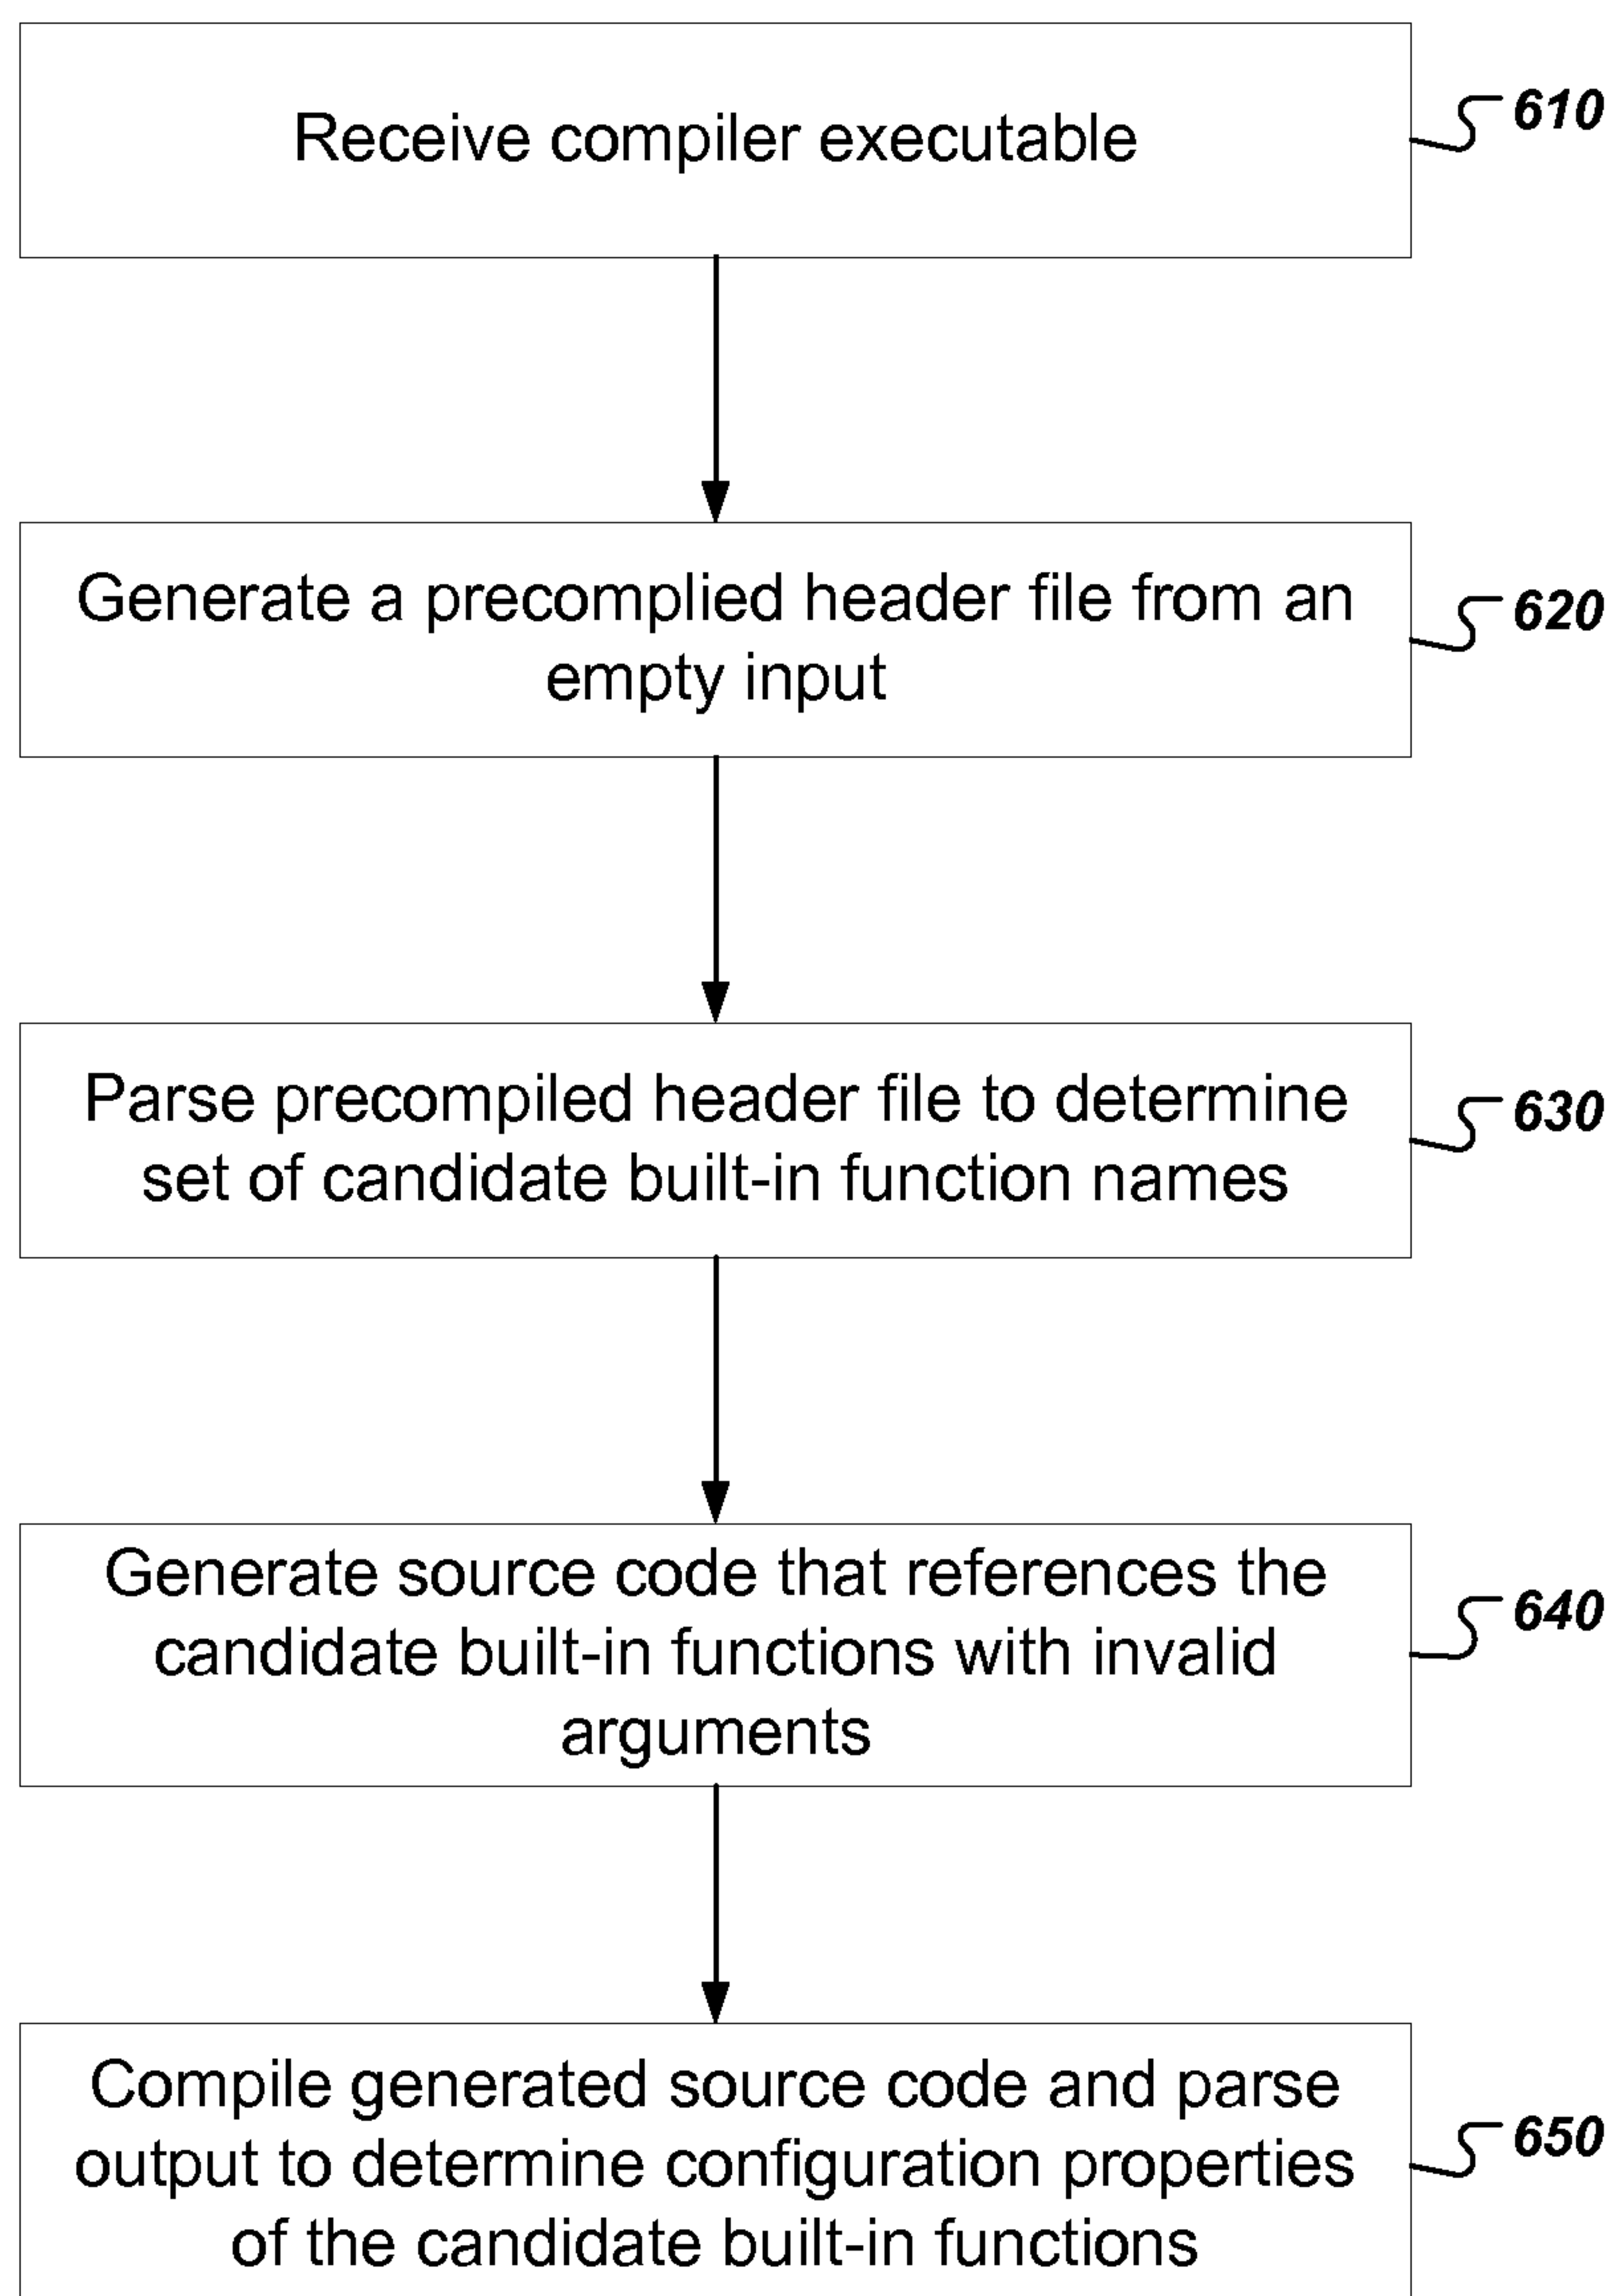 Receive compiler executable
610
Generate a precomplied header file from an
empty input
620
Parse precompiled header file to determine
set of candidate built-in function names
630
Generate source code that references the
candidate built-in functions with invalid
arguments
640
Compile generated source code and parse
output to determine configuration properties
of the candidate built-in functions
650